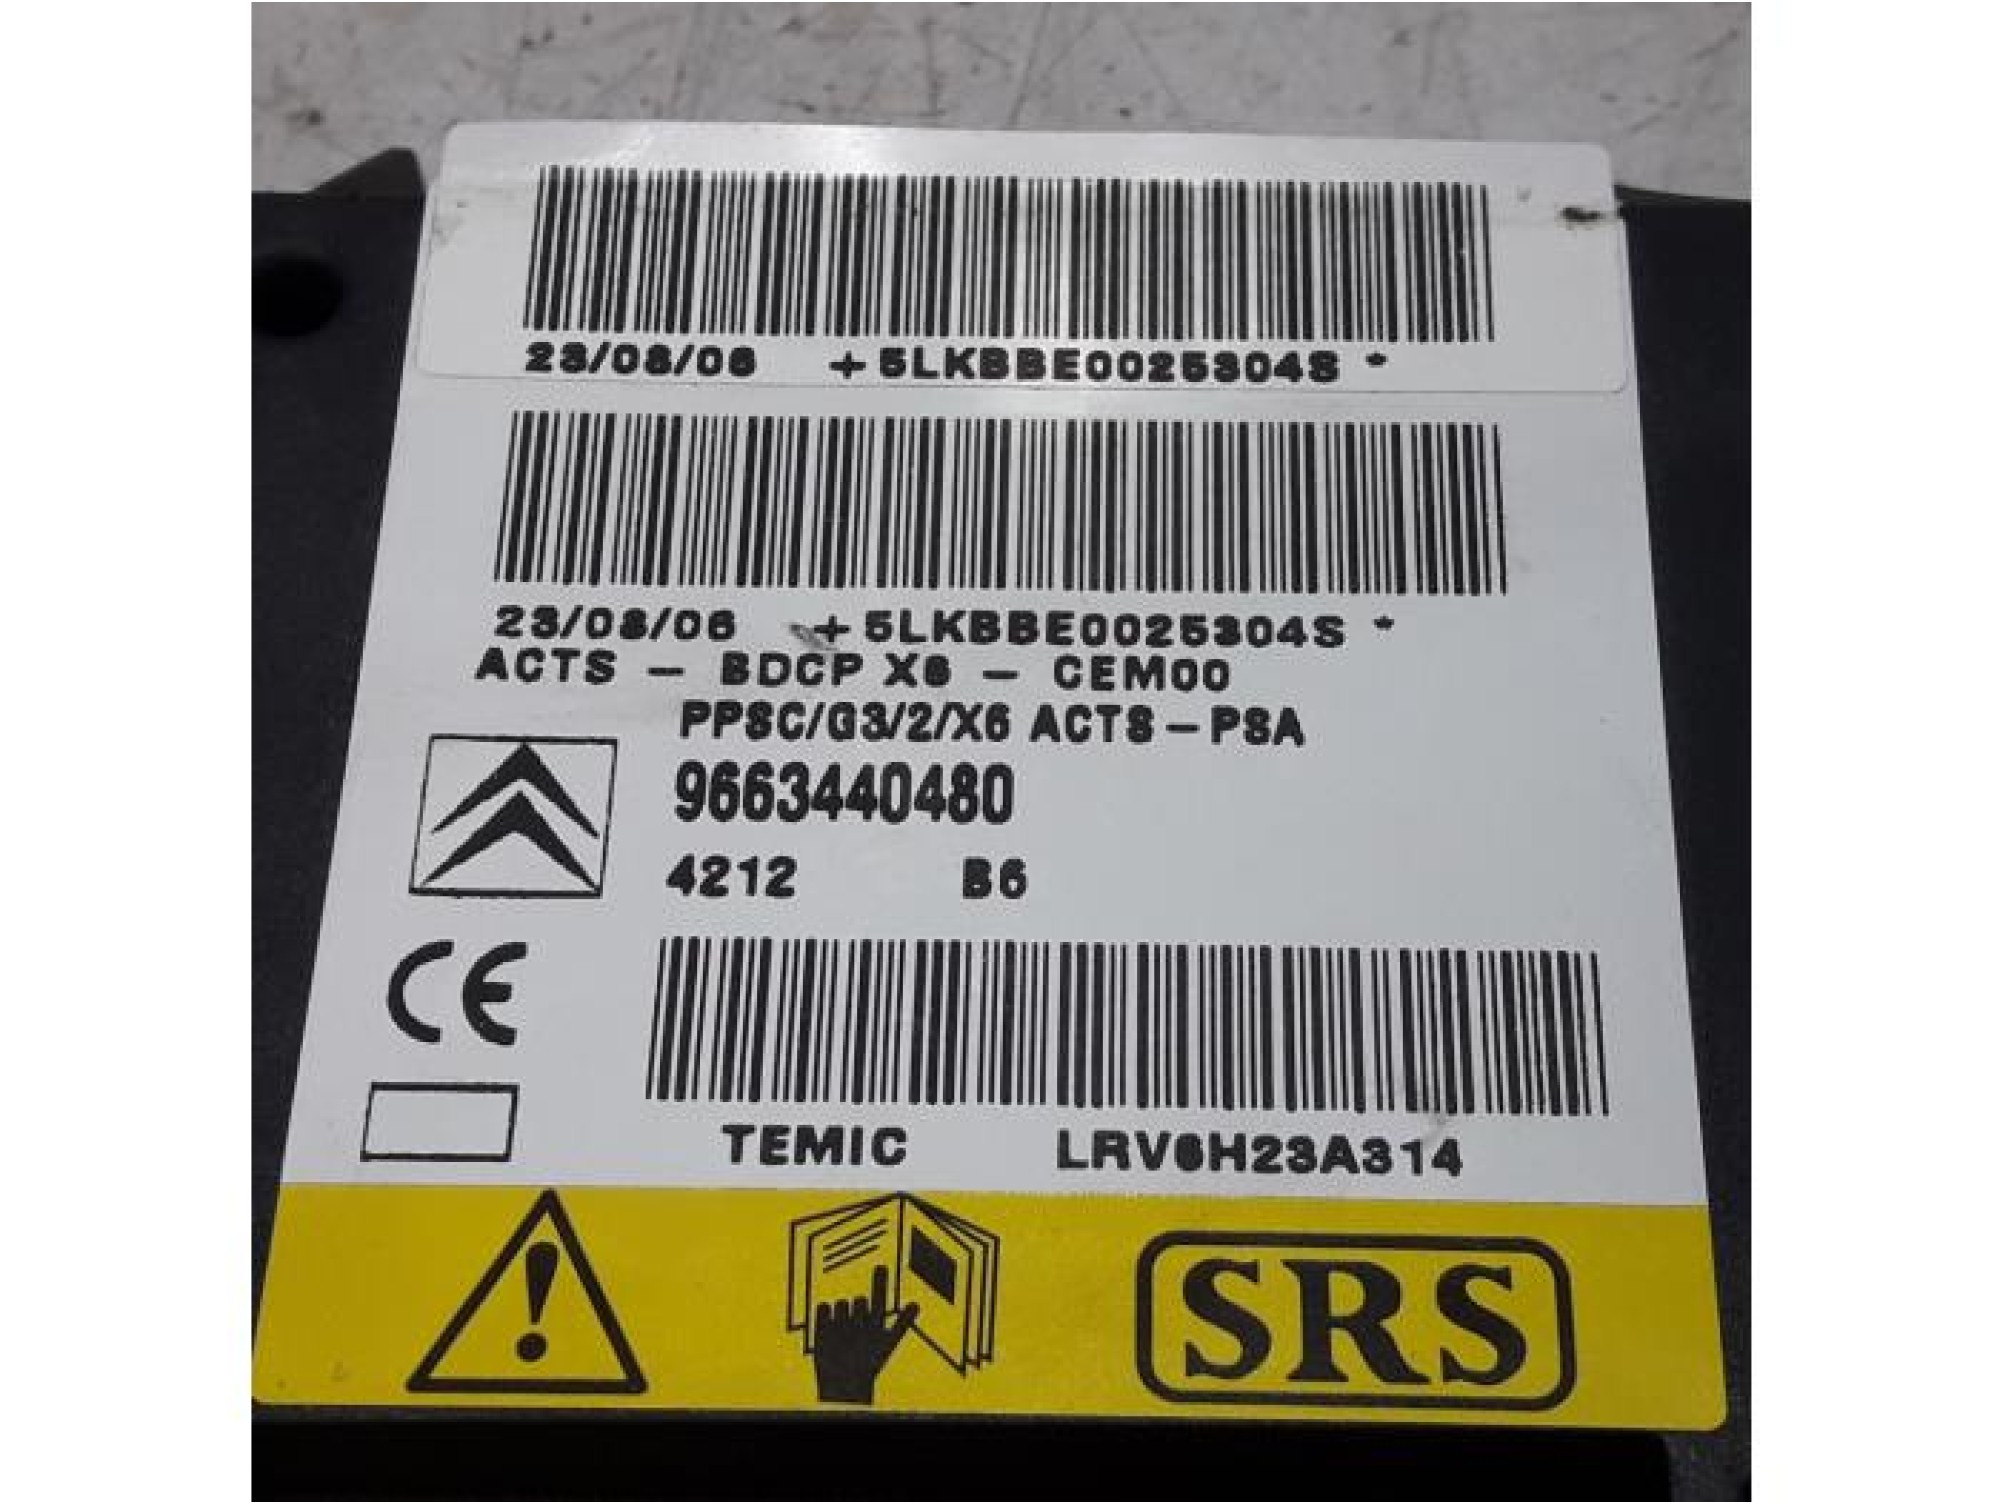 23/08/06 +5LKBBE0025304S *
23/08/06 +5LKBBE0025304S *
ACTS - BDCP X6 - CEM00
PPSC/G3/2/X6 ACTS-PSA
9663440480
4212 B6
CE
TEMIC LRV6H23A314
SRS